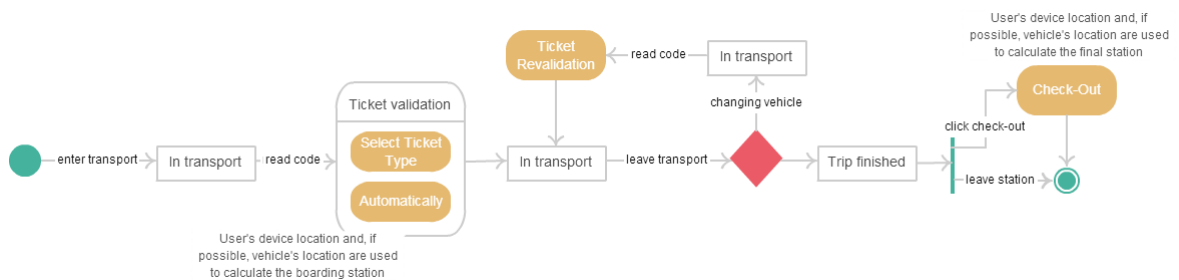 enter transport
In transport
read code
Ticket validation
Select Ticket
Type
Automatically
User's device location and, if
possible, vehicle's location are used
to calculate the boarding station
In transport
Ticket
Revalidation
read code
In transport
changing vehicle
leave transport
Trip finished
click check-out
leave station
User's device location and, if
possible, vehicle's location are used
to calculate the final station
Check-Out